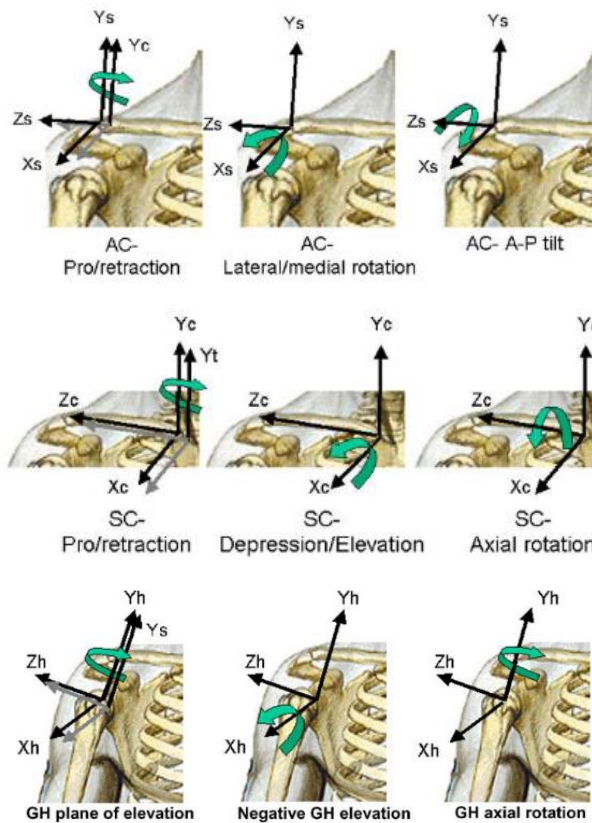 Ys
Yc
Zs
Xs
AC-
Pro/retraction
Ys
Zs
Xs
AC-
Lateral/medial rotation
Ys
Zs
Xs
AC- A-P tilt
Yc
Yt
Zc
Xc
SC-
Pro/retraction
Yc
Zc
Xc
SC-
Depression/Elevation
Zc
Xc
SC-
Axial rotation
Yh
Ys
Zh
Xh
GH plane of elevation
Yh
Zh
Xh
Negative GH elevation
Yh
Zh
Xh
GH axial rotation